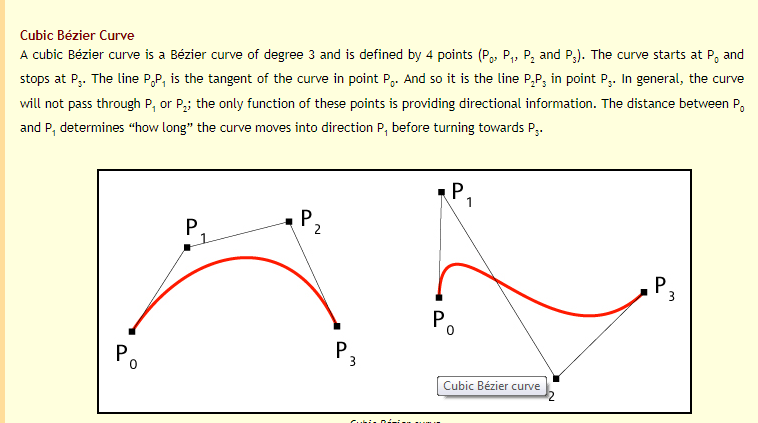 Cubic Bézier Curve
A cubic Bézier curve is a Bézier curve of degree 3 and is defined by 4 points (P₀, P₁, P₂ and P₃). The curve starts at P₀ and
stops at P₃. The line P₀P₁ is the tangent of the curve in point P₀. And so it is the line P₂P₃ in point P₃. In general, the curve
will not pass through P₁ or P₂; the only function of these points is providing directional information. The distance between P₀
and P₁ determines “how long” the curve moves into direction P₁ before turning towards P₃.
P₁
P₂
P₀
P₃
P₁
P₀
P₃
Cubic Bézier curve
2
Cubic Bézier curve